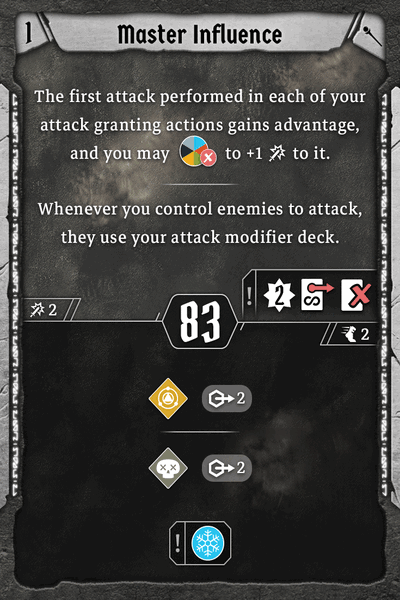 1
Master Influence
The first attack performed in each of your
attack granting actions gains advantage,
and you may to +1 to it.
Whenever you control enemies to attack,
they use your attack modifier deck.
2
83
! 2 S
2
2
2
!